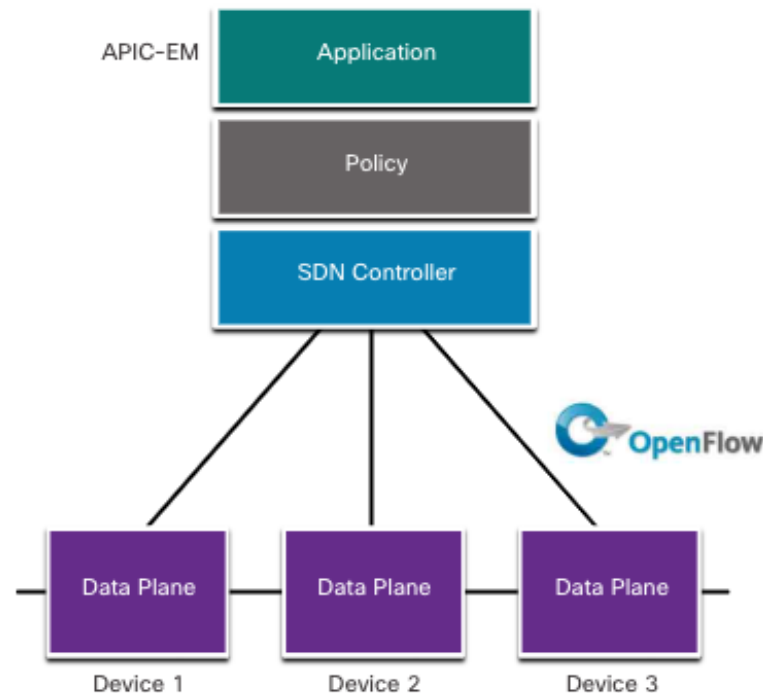 APIC-EM
Application
Policy
SDN Controller
OpenFlow
Data Plane
Data Plane
Data Plane
Device 1
Device 2
Device 3